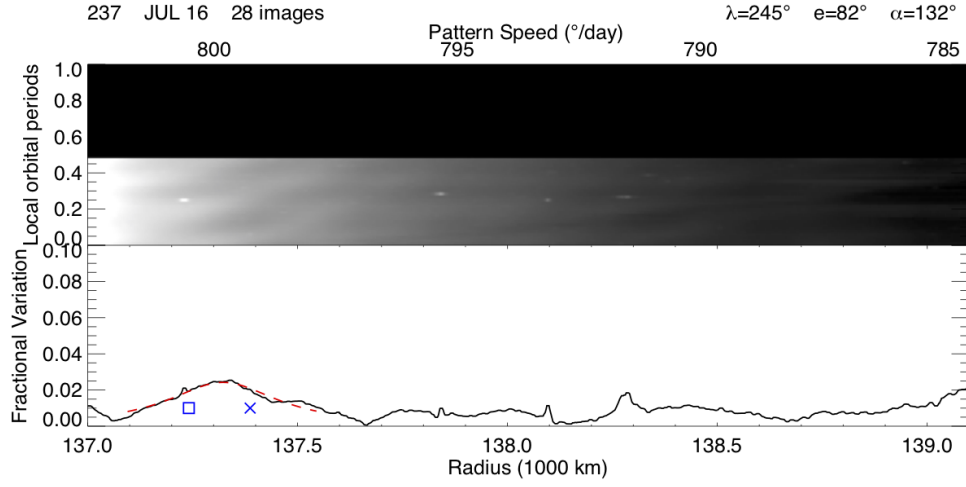 237 JUL 16 28 images λ=245° e=82° α=132°
Pattern Speed (°/day)
800 795 790 785
Local orbital periods
1.0
0.8
0.6
0.4
0.2
0.0
Fractional Variation
0.10
0.08
0.06
0.04
0.02
0.00
137.0 137.5 138.0 138.5 139.0
Radius (1000 km)